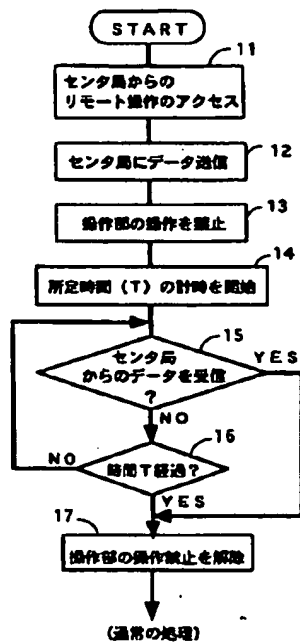 START
11
センタ局からの
リモート操作のアクセス
12
センタ局にデータ送信
13
操作部の操作を禁止
14
所定時間（T）の計時を開始
15
センタ局
からのデータを受信
?
YES
NO
16
時間T経過?
NO
YES
17
操作部の操作禁止を解除
(通常の処理)